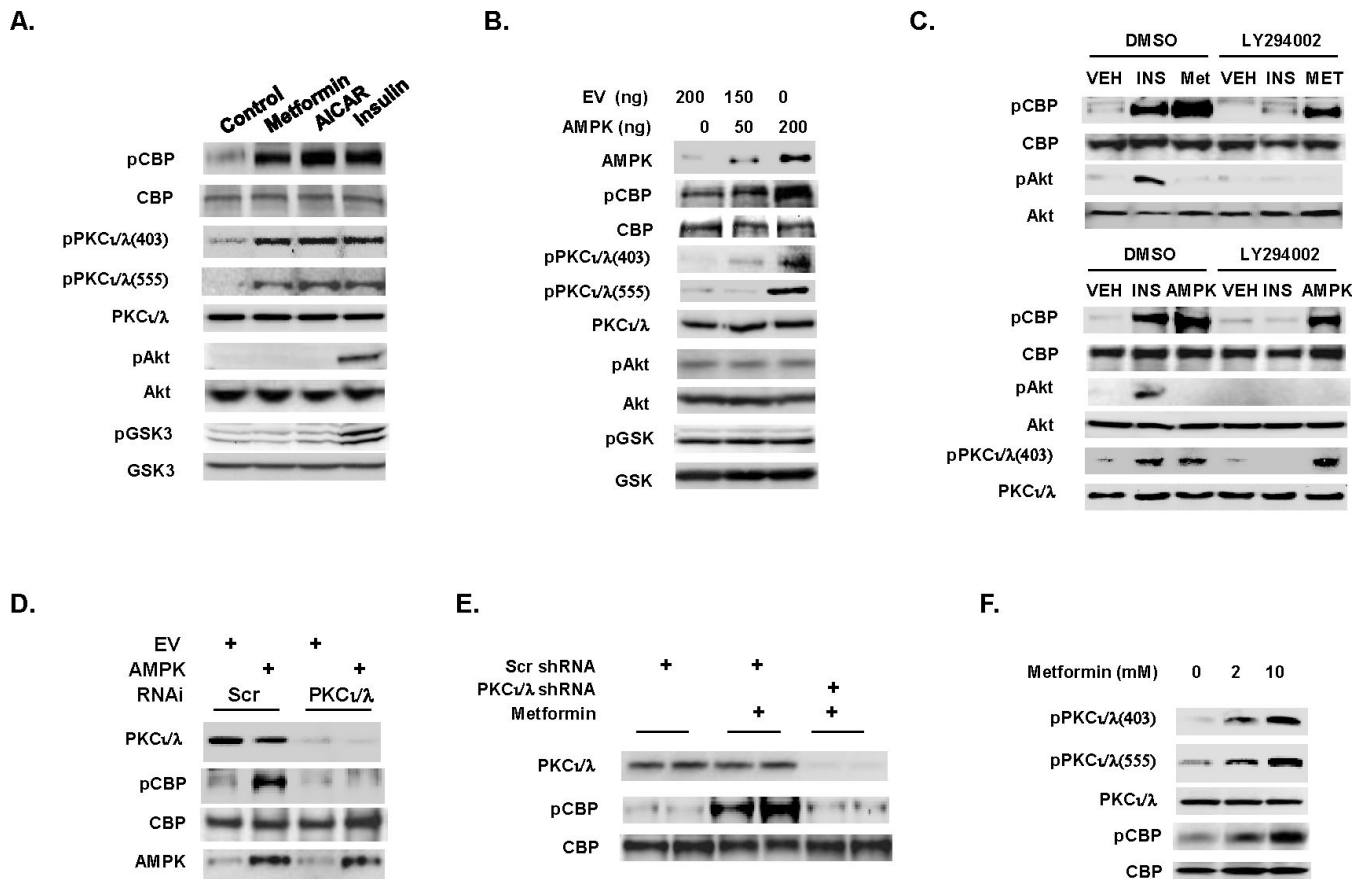 A.
Control Metformin AICAR Insulin
pCBP
CBP
pPKCι/λ(403)
pPKCι/λ(555)
PKCι/λ
pAkt
Akt
pGSK3
GSK3
B.
EV (ng) 200 150 0
AMPK (ng) 0 50 200
AMPK
pCBP
CBP
pPKCι/λ(403)
pPKCι/λ(555)
PKCι/λ
pAkt
Akt
pGSK
GSK
C.
DMSO LY294002
VEH INS Met VEH INS MET
pCBP
CBP
pAkt
Akt
DMSO LY294002
VEH INS AMPK VEH INS AMPK
pCBP
CBP
pAkt
Akt
pPKCι/λ(403)
PKCι/λ
D.
EV + +
AMPK + +
RNAi Scr PKCι/λ
PKCι/λ
pCBP
CBP
AMPK
E.
Scr shRNA + +
PKCι/λ shRNA +
Metformin + +
PKCι/λ
pCBP
CBP
F.
Metformin (mM) 0 2 10
pPKCι/λ(403)
pPKCι/λ(555)
PKCι/λ
pCBP
CBP